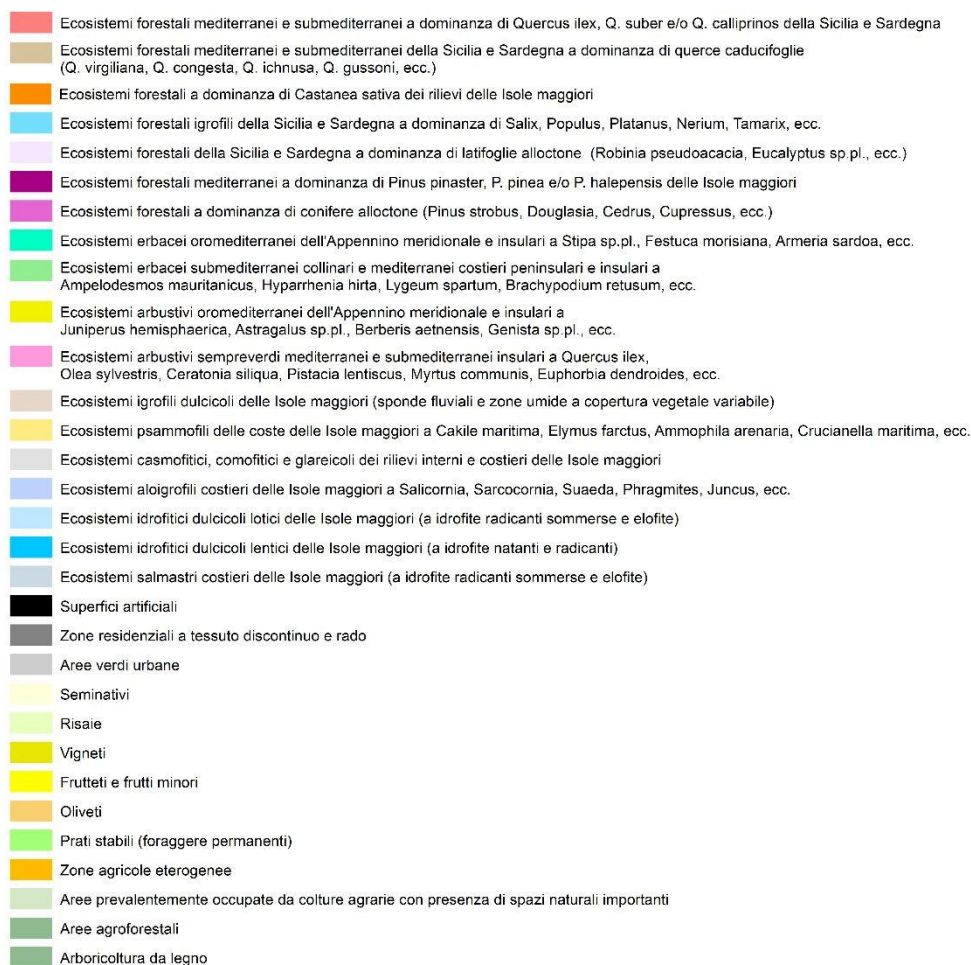 Ecosistemi forestali mediterranei e submediterranei a dominanza di Quercus ilex, Q. suber e/o Q. calliprinos della Sicilia e Sardegna
Ecosistemi forestali mediterranei e submediterranei della Sicilia e Sardegna a dominanza di querce caducifoglie
(Q. virgiliana, Q. congesta, Q. ichnusa, Q. gussoni, ecc.)
Ecosistemi forestali a dominanza di Castanea sativa dei rilievi delle Isole maggiori
Ecosistemi forestali igrofili della Sicilia e Sardegna a dominanza di Salix, Populus, Platanus, Nerium, Tamarix, ecc.
Ecosistemi forestali della Sicilia e Sardegna a dominanza di latifoglie alloctone (Robinia pseudoacacia, Eucalyptus sp.pl., ecc.)
Ecosistemi forestali mediterranei a dominanza di Pinus pinaster, P. pinea e/o P. halepensis delle Isole maggiori
Ecosistemi forestali a dominanza di conifere alloctone (Pinus strobus, Douglasia, Cedrus, Cupressus, ecc.)
Ecosistemi erbacei oromediterranei dell'Appennino meridionale e insulari a Stipa sp.pl., Festuca morisiana, Armeria sardoa, ecc.
Ecosistemi erbacei submediterranei collinari e mediterranei costieri peninsulari e insulari a
Ampelodesmos mauritanicus, Hyparrhenia hirta, Lygeum spartum, Brachypodium retusum, ecc.
Ecosistemi arbustivi oromediterranei dell'Appennino meridionale e insulari a
Juniperus hemisphaerica, Astragalus sp.pl., Berberis aetnensis, Genista sp.pl., ecc.
Ecosistemi arbustivi sempreverdi mediterranei e submediterranei insulari a Quercus ilex,
Olea sylvestris, Ceratonia siliqua, Pistacia lentiscus, Myrtus communis, Euphorbia dendroides, ecc.
Ecosistemi igrofili dulcicoli delle Isole maggiori (sponde fluviali e zone umide a copertura vegetale variabile)
Ecosistemi psammofili delle coste delle Isole maggiori a Cakile maritima, Elymus farctus, Ammophila arenaria, Crucianella maritima, ecc.
Ecosistemi casmofitici, comofitici e glareicoli dei rilievi interni e costieri delle Isole maggiori
Ecosistemi aloigrofili costieri delle Isole maggiori a Salicornia, Sarcocornia, Suaeda, Phragmites, Juncus, ecc.
Ecosistemi idrofitici dulcicoli lotici delle Isole maggiori (a idrofite radicanti sommerse e elofite)
Ecosistemi idrofitici dulcicoli lentici delle Isole maggiori (a idrofite natanti e radicanti)
Ecosistemi salmastri costieri delle Isole maggiori (a idrofite radicanti sommerse e elofite)
Superfici artificiali
Zone residenziali a tessuto discontinuo e rado
Aree verdi urbane
Seminativi
Risaie
Vigneti
Frutteti e frutti minori
Oliveti
Prati stabili (foraggere permanenti)
Zone agricole eterogenee
Aree prevalentemente occupate da colture agrarie con presenza di spazi naturali importanti
Aree agroforestali
Arboricoltura da legno